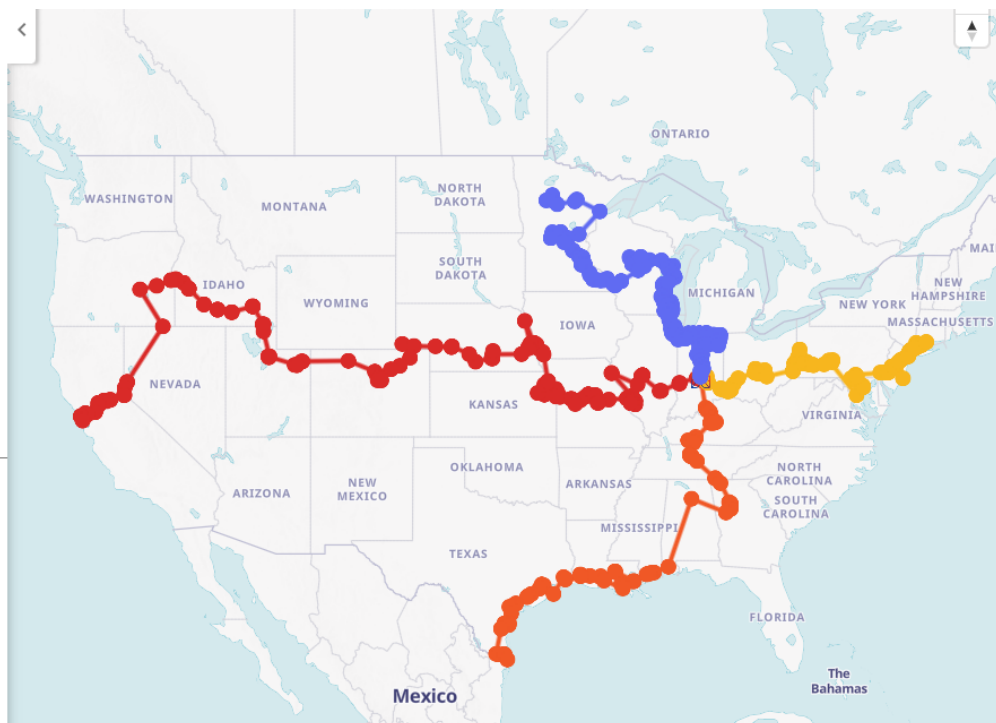 ONTARIO
WASHINGTON
MONTANA
NORTH
DAKOTA
MAI
SOUTH
DAKOTA
IDAHO
WYOMING
MICHIGAN
NEW
HAMPSHIRE
NEW YORK
MASSACHUSETTS
IOWA
NEVADA
KANSAS
VIRGINIA
OKLAHOMA
ARKANSAS
NORTH
CAROLINA
ARIZONA
NEW
MEXICO
SOUTH
CAROLINA
MISSISSIPPI
TEXAS
FLORIDA
The
Bahamas
Mexico